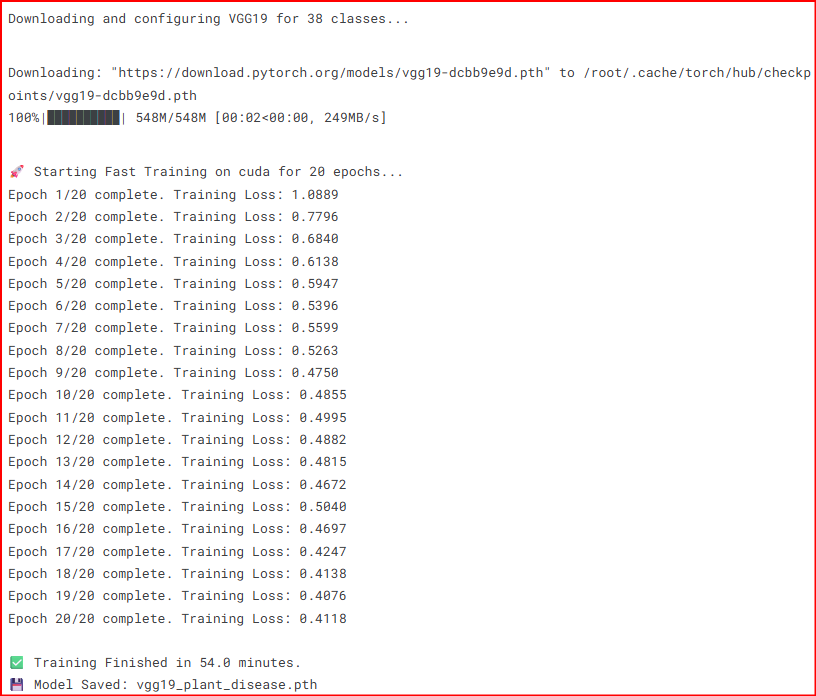 Downloading and configuring VGG19 for 38 classes...
Downloading: "https://download.pytorch.org/models/vgg19-dcbb9e9d.pth" to /root/.cache/torch/hub/checkp
oints/vgg19-dcbb9e9d.pth
100%|██████████| 548M/548M [00:02<00:00, 249MB/s]
🚀 Starting Fast Training on cuda for 20 epochs...
Epoch 1/20 complete. Training Loss: 1.0889
Epoch 2/20 complete. Training Loss: 0.7796
Epoch 3/20 complete. Training Loss: 0.6840
Epoch 4/20 complete. Training Loss: 0.6138
Epoch 5/20 complete. Training Loss: 0.5947
Epoch 6/20 complete. Training Loss: 0.5396
Epoch 7/20 complete. Training Loss: 0.5599
Epoch 8/20 complete. Training Loss: 0.5263
Epoch 9/20 complete. Training Loss: 0.4750
Epoch 10/20 complete. Training Loss: 0.4855
Epoch 11/20 complete. Training Loss: 0.4995
Epoch 12/20 complete. Training Loss: 0.4882
Epoch 13/20 complete. Training Loss: 0.4815
Epoch 14/20 complete. Training Loss: 0.4672
Epoch 15/20 complete. Training Loss: 0.5040
Epoch 16/20 complete. Training Loss: 0.4697
Epoch 17/20 complete. Training Loss: 0.4247
Epoch 18/20 complete. Training Loss: 0.4138
Epoch 19/20 complete. Training Loss: 0.4076
Epoch 20/20 complete. Training Loss: 0.4118
✅ Training Finished in 54.0 minutes.
💾 Model Saved: vgg19_plant_disease.pth